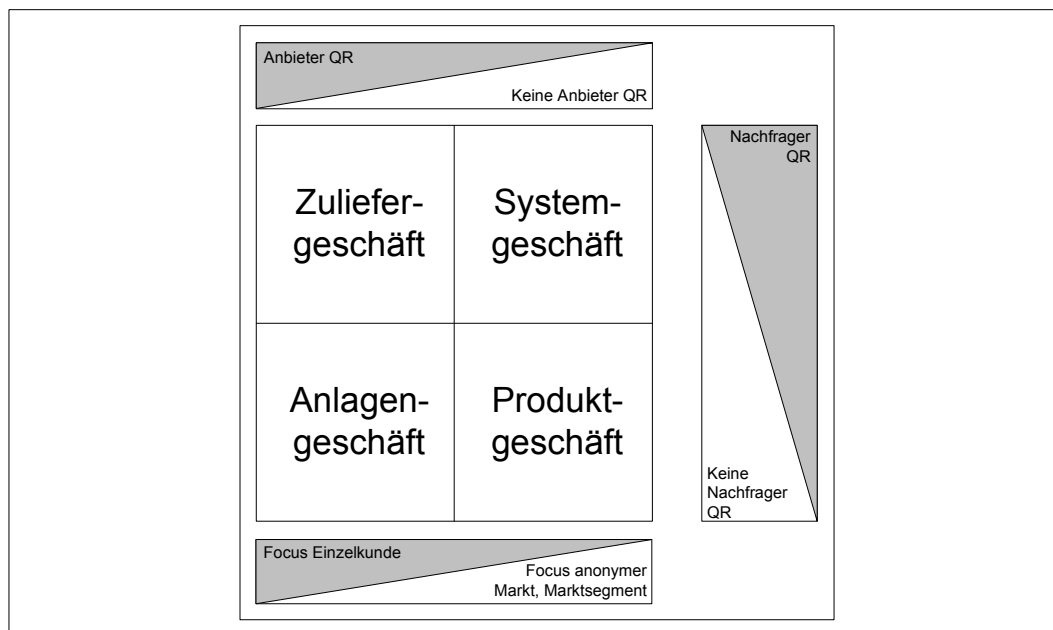 Anbieter QR
Keine Anbieter QR
Nachfrager
QR
Zuliefer-
geschäft
System-
geschäft
Anlagen-
geschäft
Produkt-
geschäft
Keine
Nachfrager
QR
Focus Einzelkunde
Focus anonymer
Markt, Marktsegment